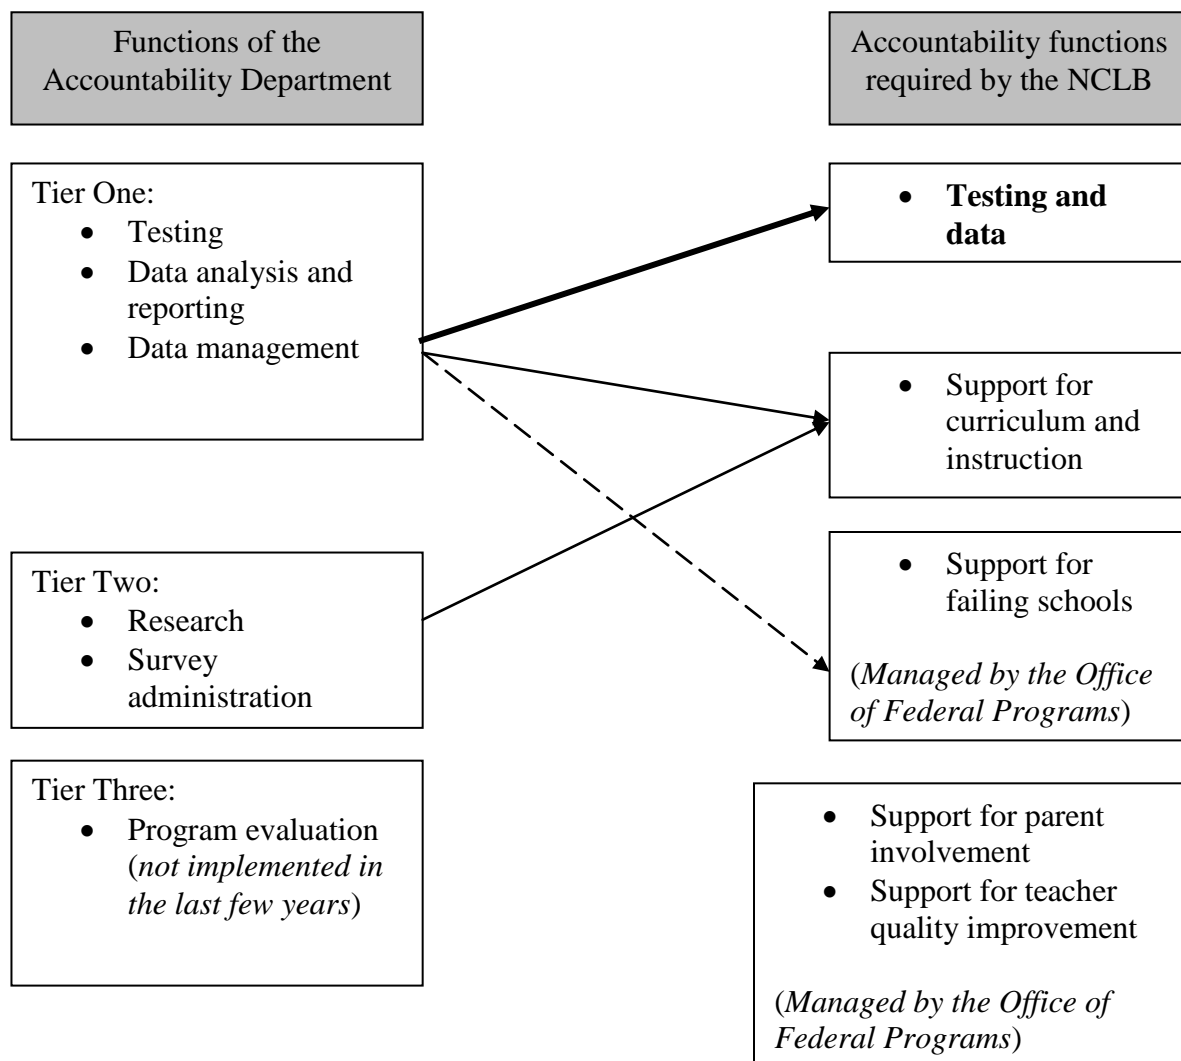 Functions of the
Accountability Department
Accountability functions
required by the NCLB
Tier One:
• Testing
• Data analysis and
reporting
• Data management
• Testing and
data
• Support for
curriculum and
instruction
Tier Two:
• Research
• Survey
administration
• Support for
failing schools
(Managed by the Office
of Federal Programs)
Tier Three:
• Program evaluation
(not implemented in
the last few years)
• Support for parent
involvement
• Support for teacher
quality improvement
(Managed by the Office of
Federal Programs)